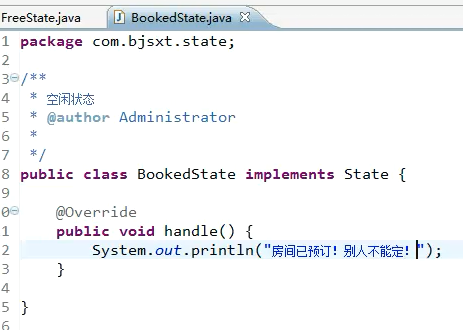 FreeState.java BookedState.java
1 package com.bjsxt.state;
2
3 /**
4 * 空闲状态
5 * @author Administrator
6 *
7 */
8 public class BookedState implements State {
9
0 @Override
1 public void handle() {
2 System.out.println("房间已预订！别人不能定！");
3 }
4
5 }
6